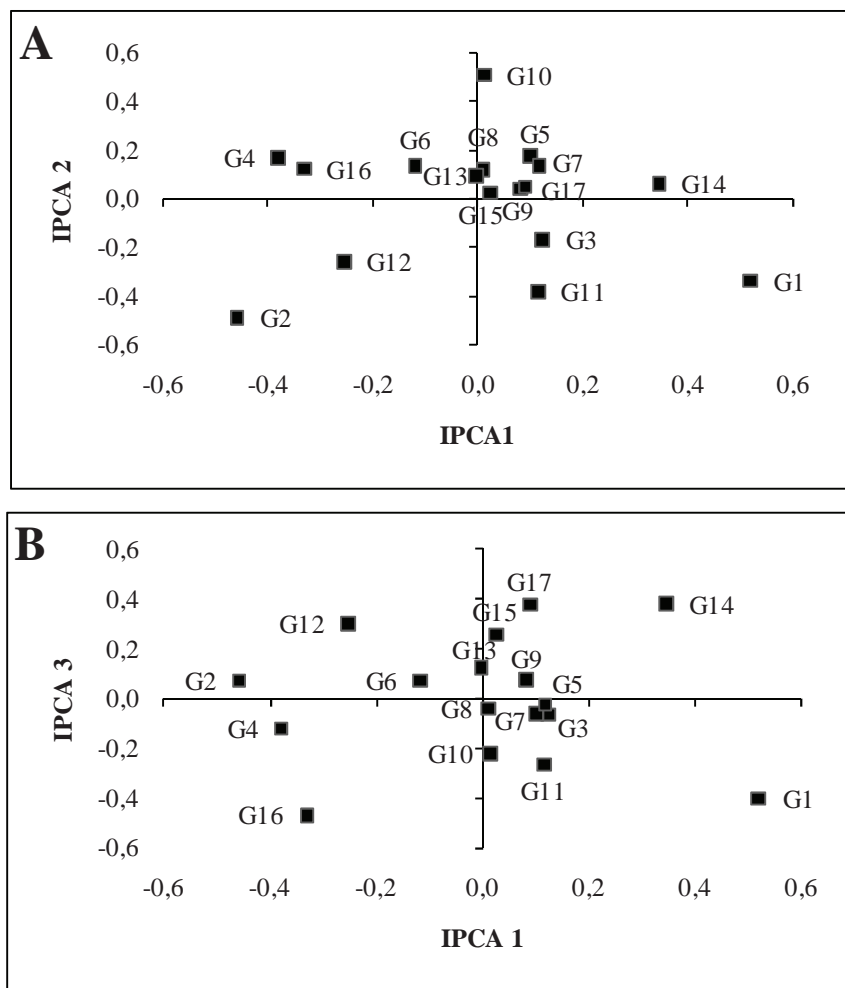 A
0,6
G10
0,4
G6
G8
G5
0,2
G4
G16
G13
G7
G14
0,0
G15
G9
G17
-0,2
G12
G3
G11
G1
-0,4
G2
-0,6
IPCA 2
-0,6 -0,4 -0,2 0,0 0,2 0,4 0,6
IPCA1
B
0,6
G17
0,4
G12
G15
G14
0,2
G13
G9
G2
G6
G5
0,0
G8
G7
G4
G3
-0,2
G10
G11
G1
-0,4
G16
-0,6
IPCA 3
-0,6 -0,4 -0,2 0,0 0,2 0,4 0,6
IPCA 1